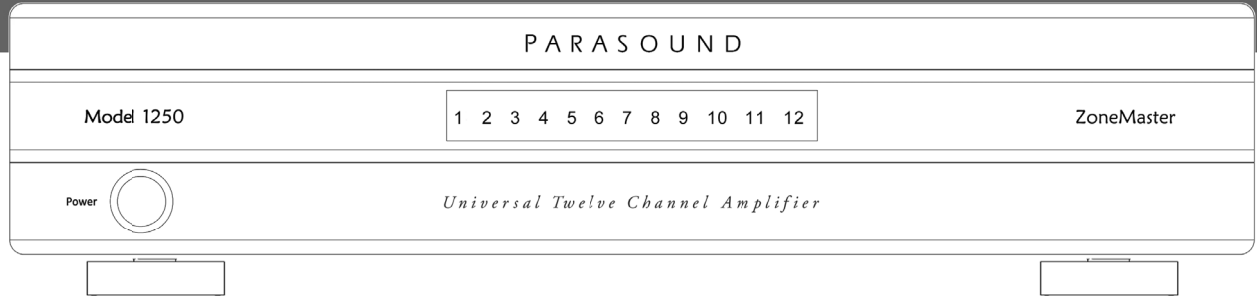 PARASOUND
Model 1250
1 2 3 4 5 6 7 8 9 10 11 12
ZoneMaster
Power
Universal Twelve Channel Amplifier